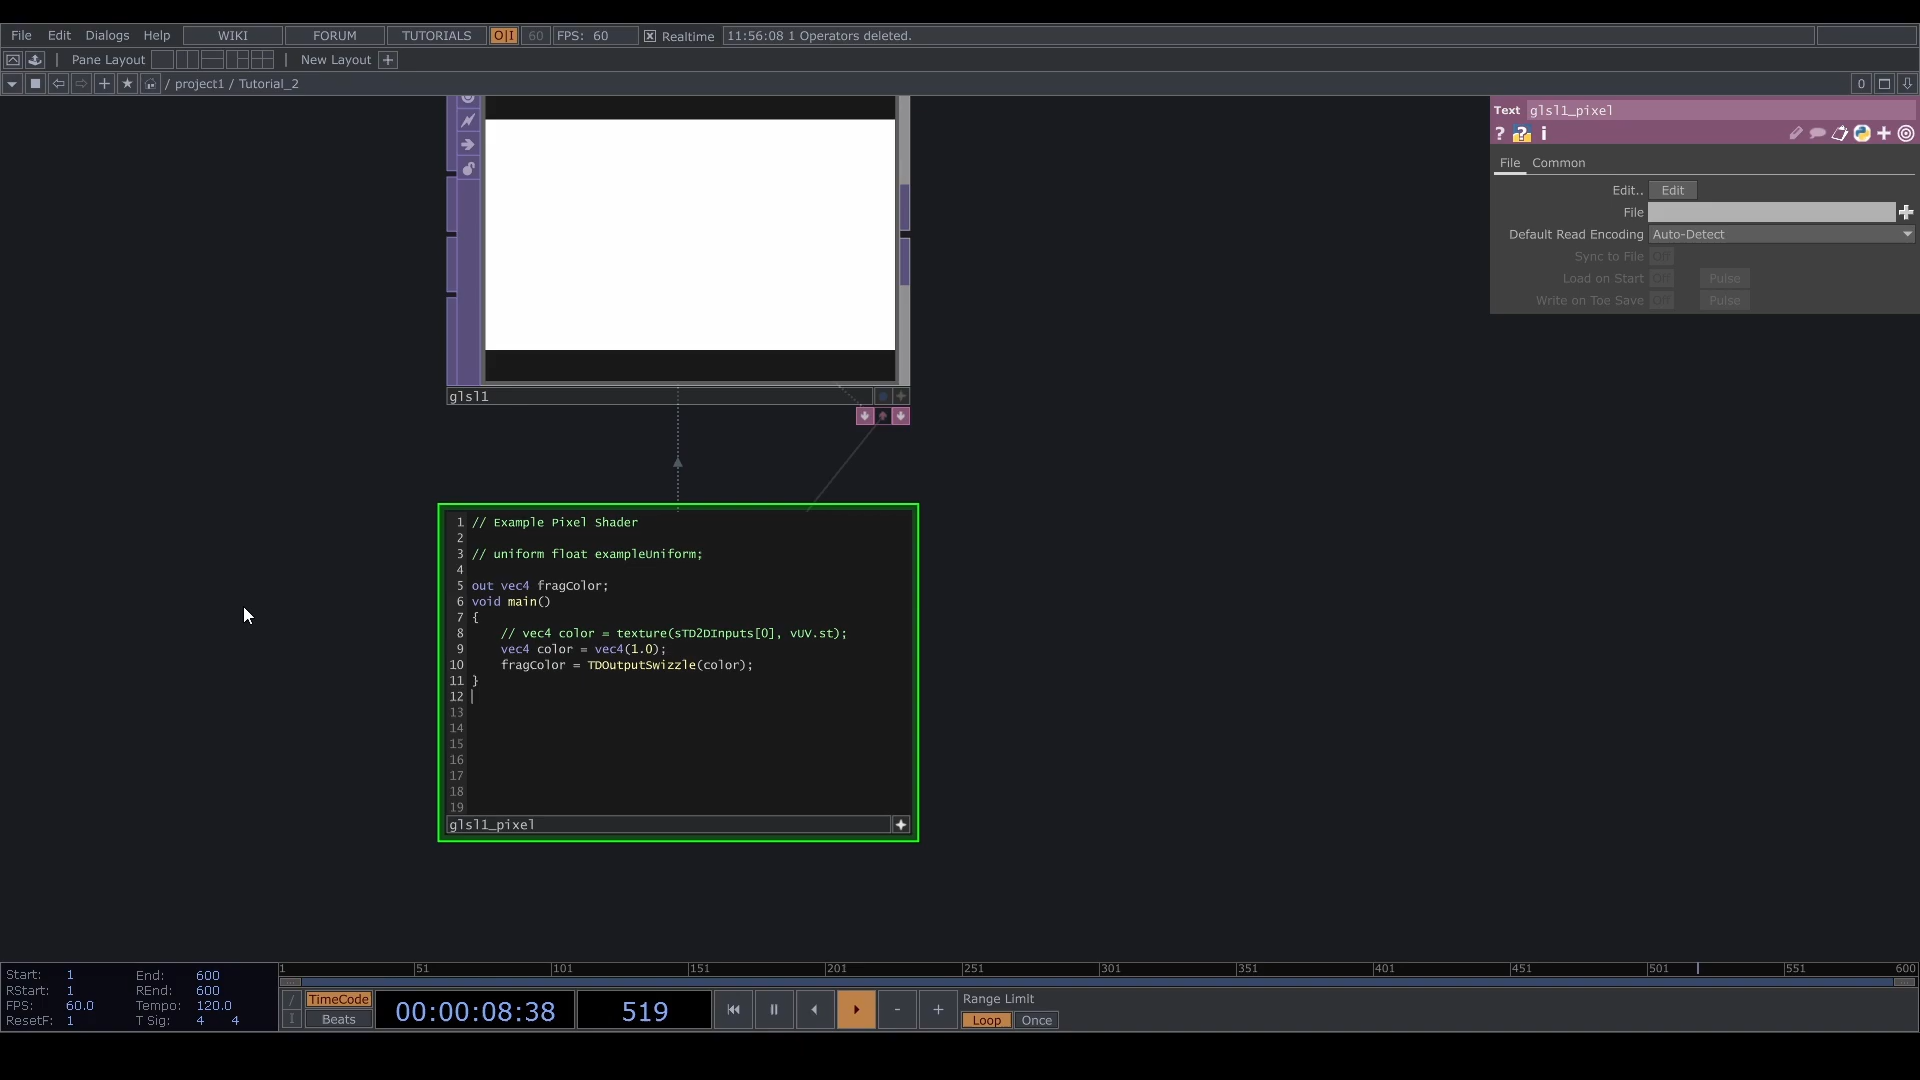 File Edit Dialogs Help WIKI FORUM TUTORIALS O|I 60 FPS: 60 Realtime 11:56:08 1 Operators deleted.
Pane Layout New Layout +
/ project1 / Tutorial_2 0
Text glsl1_pixel
? ? i
File Common
Edit.. Edit
File
Default Read Encoding Auto-Detect
Sync to File Off
Load on Start Off Pulse
Write on Toe Save Off Pulse
glsl1
1 // Example Pixel Shader
2
3 // uniform float exampleUniform;
4
5 out vec4 fragColor;
6 void main()
7 {
8 // vec4 color = texture(sTD2DInputs[0], vUV.st);
9 vec4 color = vec4(1.0);
10 fragColor = TDOutputSwizzle(color);
11 }
12
13
14
15
16
17
18
19
glsl1_pixel
1 51 101 151 201 251 301 351 401 451 501 551 600
Start: 1 End: 600
RStart: 1 REnd: 600
FPS: 60.0 Tempo: 120.0
ResetF: 1 T Sig: 4 4
/ TimeCode
I Beats
00:00:08:38 519
- +
Range Limit
Loop Once